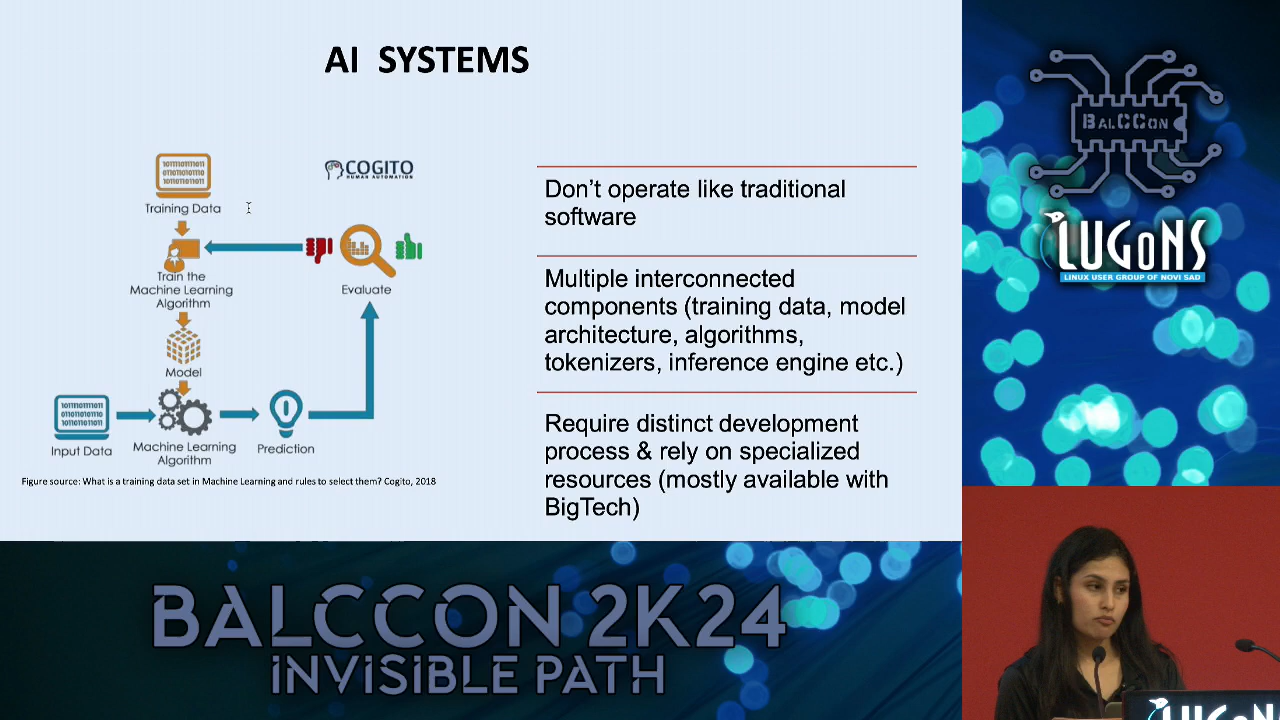 AI SYSTEMS
COGITO
HUMAN AUTOMATION
Training Data
Train the
Machine Learning
Algorithm
Evaluate
Model
Input Data
Machine Learning
Algorithm
Prediction
Figure source: What is a training data set in Machine Learning and rules to select them? Cogito, 2018
Don't operate like traditional
software
Multiple interconnected
components (training data, model
architecture, algorithms,
tokenizers, inference engine etc.)
Require distinct development
process & rely on specialized
resources (mostly available with
BigTech)
BALCCON
LUGONS
LINUX USER GROUP OF NOVI SAD
BALCCON 2K24
INVISIBLE PATH
LUGONS